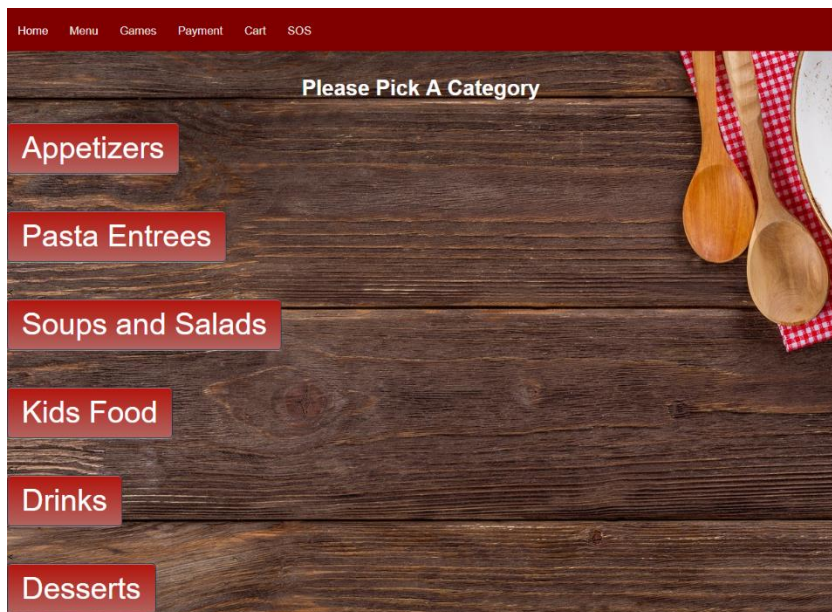 Home Menu Games Payment Cart SOS
Please Pick A Category
Appetizers
Pasta Entrees
Soups and Salads
Kids Food
Drinks
Desserts